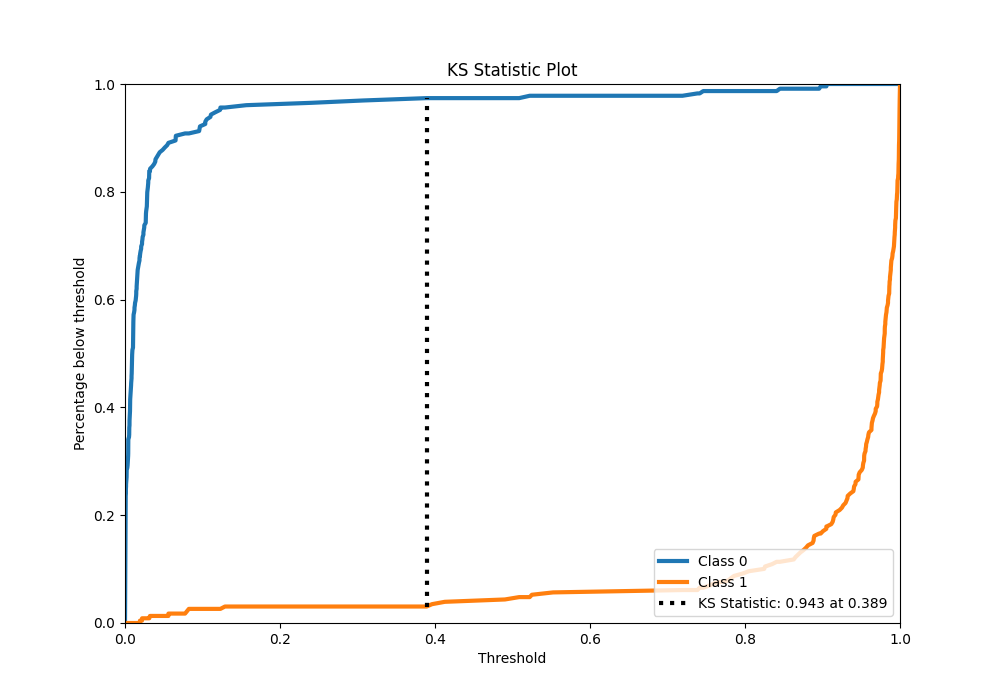 KS Statistic Plot
Percentage below threshold
1.0
0.8
0.6
0.4
0.2
0.0
0.0 0.2 0.4 0.6 0.8 1.0
Threshold
Class 0
Class 1
KS Statistic: 0.943 at 0.389